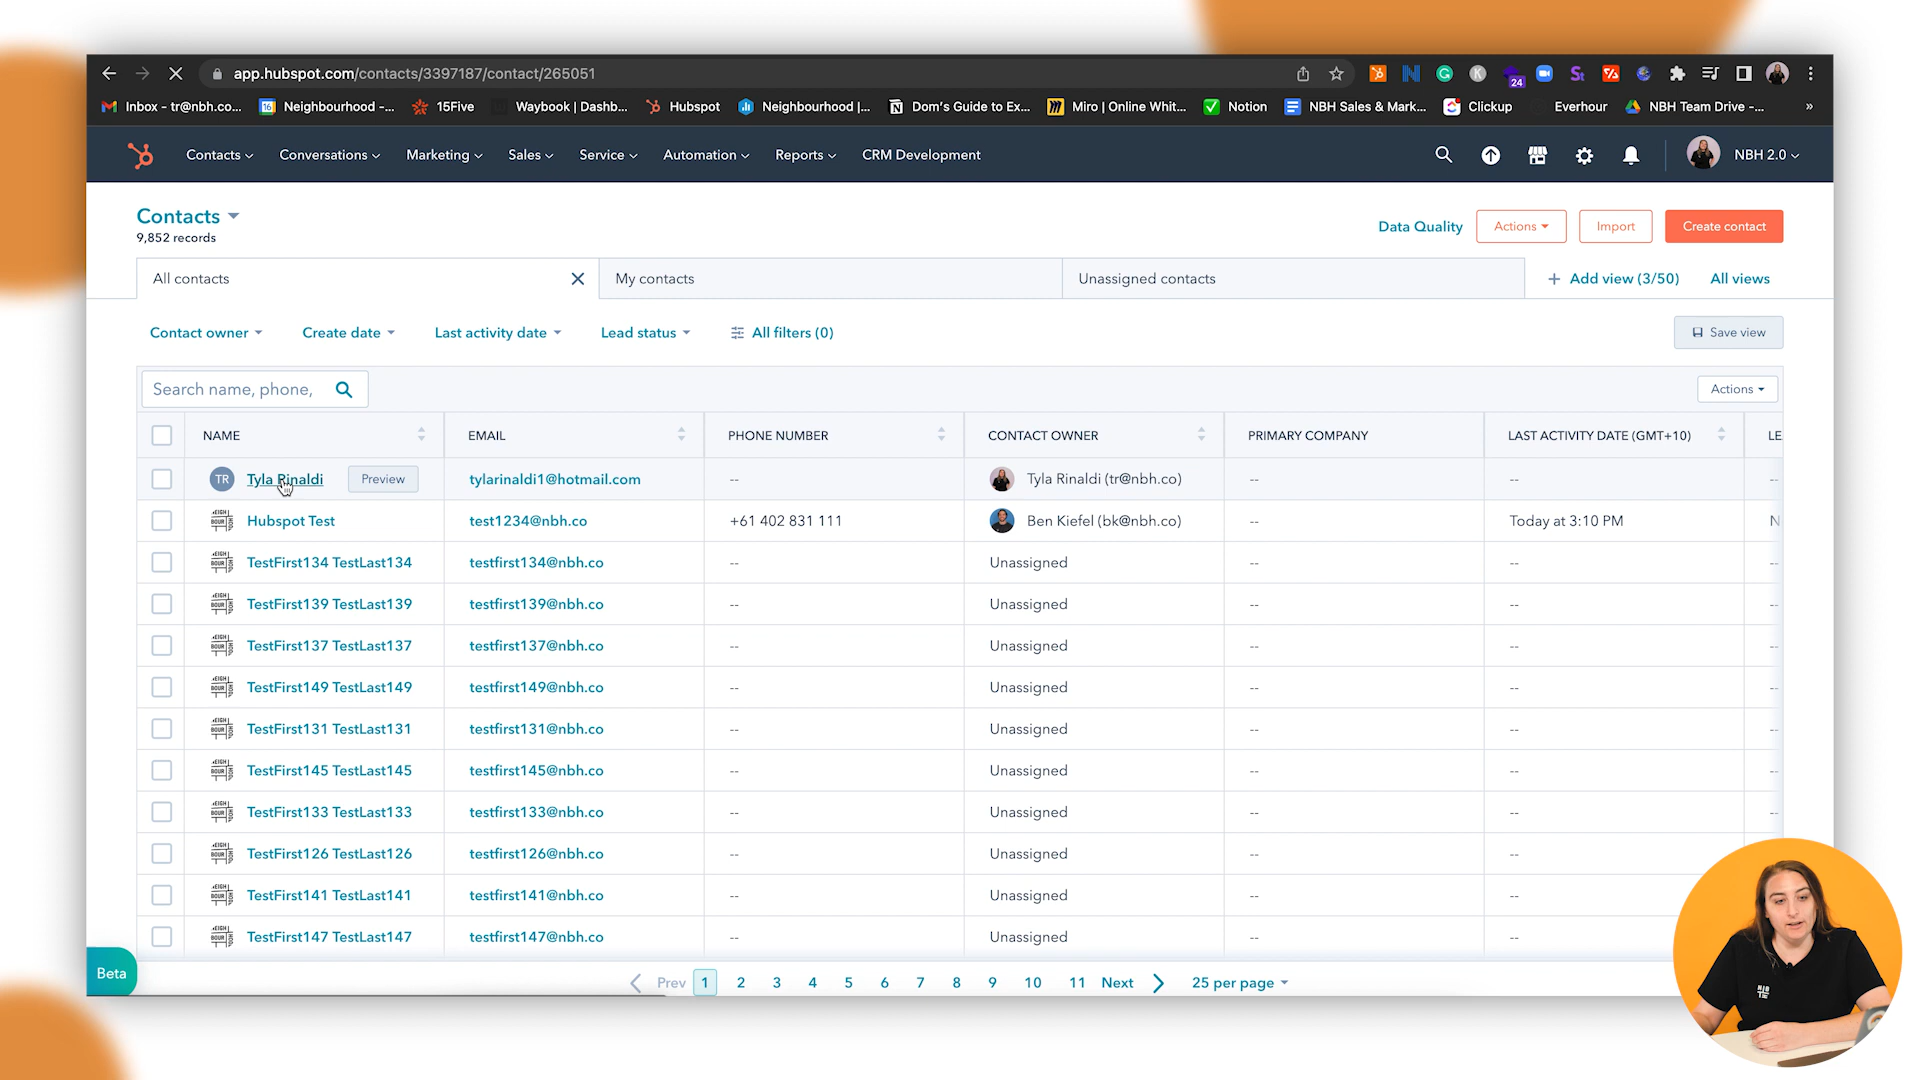 app.hubspot.com/contacts/3397187/contact/265051
24
Inbox - tr@nbh.co... Neighbourhood -... 15Five Waybook | Dashb... Hubspot Neighbourhood |... Dom's Guide to Ex... Miro | Online Whit... Notion NBH Sales & Mark... Clickup Everhour NBH Team Drive -... »
Contacts Conversations Marketing Sales Service Automation Reports CRM Development NBH 2.0
Contacts
9,852 records
Data Quality Actions Import Create contact
All contacts My contacts Unassigned contacts + Add view (3/50) All views
Contact owner Create date Last activity date Lead status All filters (0) Save view
Search name, phone, Actions
NAME EMAIL PHONE NUMBER CONTACT OWNER PRIMARY COMPANY LAST ACTIVITY DATE (GMT+10) LE
TR Tyla Rinaldi Preview tylarinaldi1@hotmail.com -- Tyla Rinaldi (tr@nbh.co) -- -- --
Hubspot Test test1234@nbh.co +61 402 831 111 Ben Kiefel (bk@nbh.co) -- Today at 3:10 PM N
TestFirst134 TestLast134 testfirst134@nbh.co -- Unassigned -- -- --
TestFirst139 TestLast139 testfirst139@nbh.co -- Unassigned -- -- --
TestFirst137 TestLast137 testfirst137@nbh.co -- Unassigned -- -- --
TestFirst149 TestLast149 testfirst149@nbh.co -- Unassigned -- -- --
TestFirst131 TestLast131 testfirst131@nbh.co -- Unassigned -- -- --
TestFirst145 TestLast145 testfirst145@nbh.co -- Unassigned -- -- --
TestFirst133 TestLast133 testfirst133@nbh.co -- Unassigned -- -- --
TestFirst126 TestLast126 testfirst126@nbh.co -- Unassigned -- --
TestFirst141 TestLast141 testfirst141@nbh.co -- Unassigned -- --
TestFirst147 TestLast147 testfirst147@nbh.co -- Unassigned -- --
Beta
Prev 1 2 3 4 5 6 7 8 9 10 11 Next 25 per page